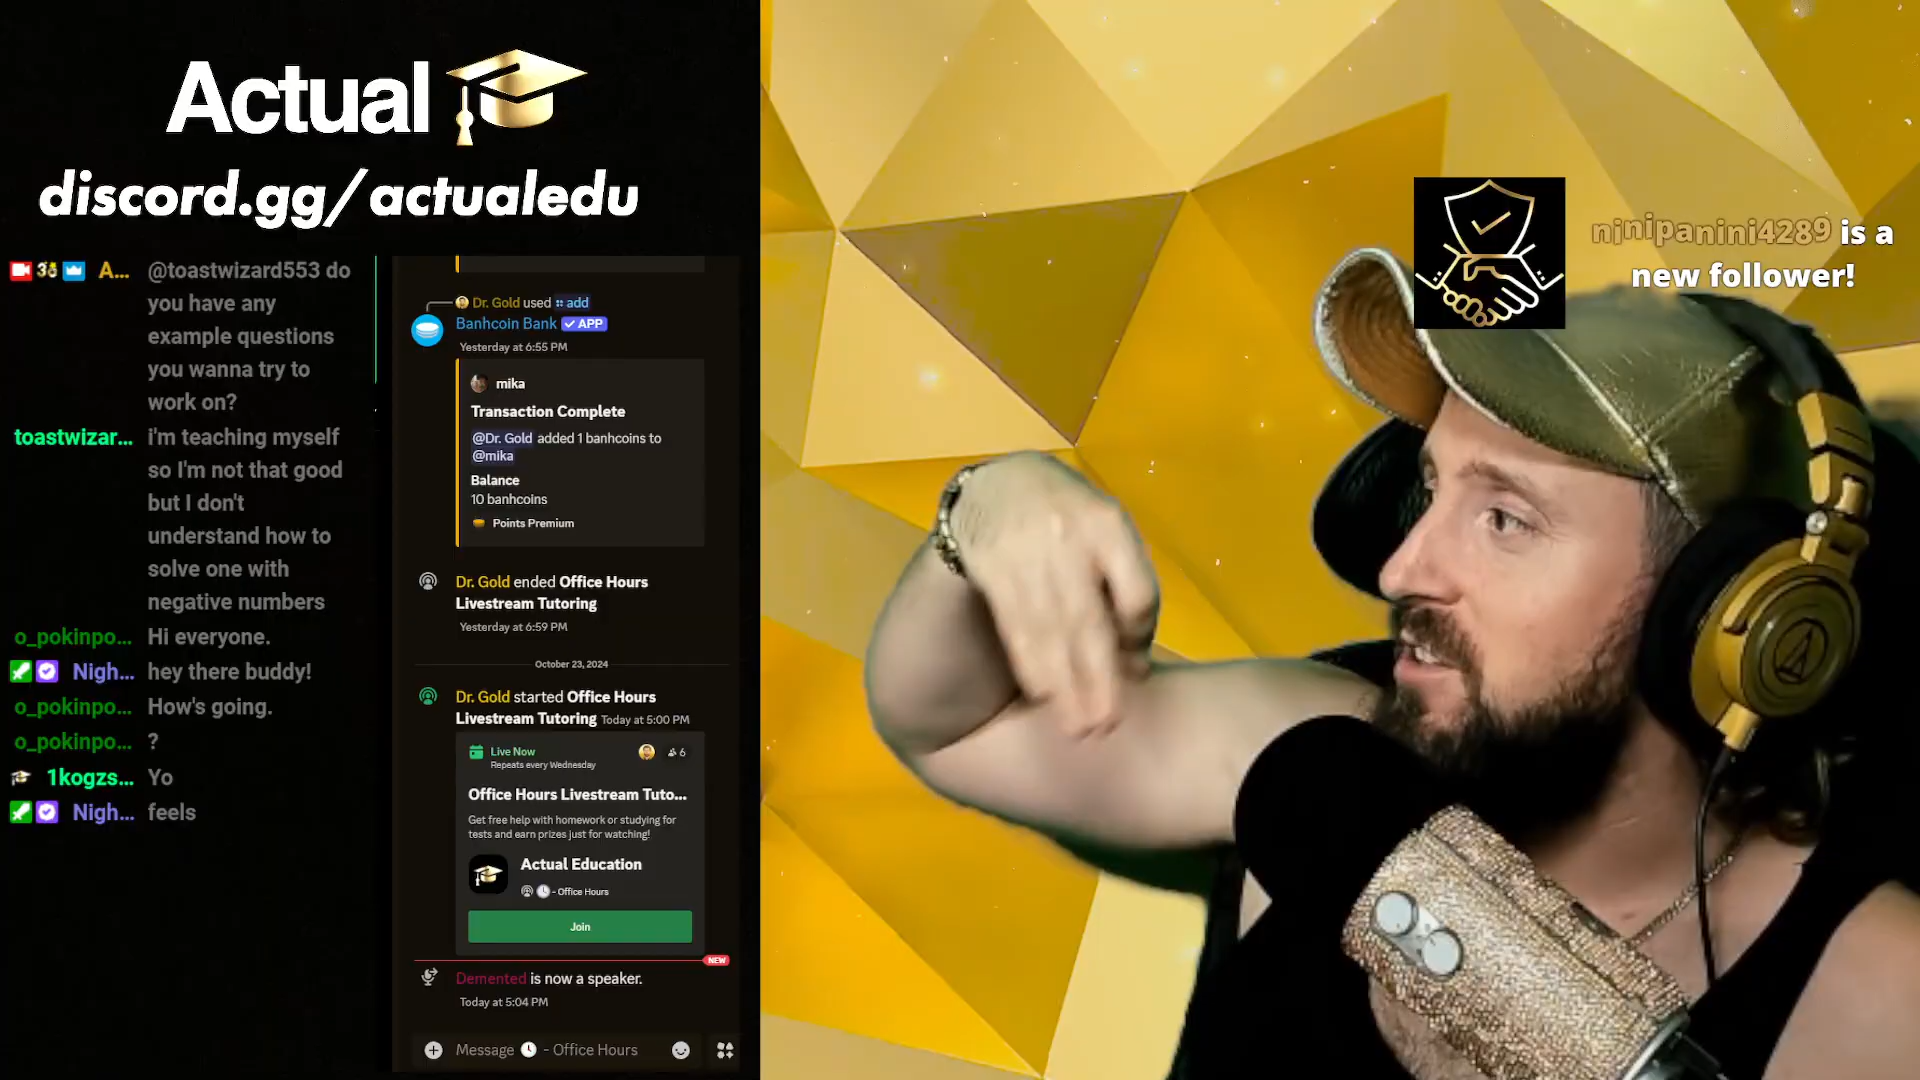 Actual
discord.gg/actualedu
A... @toastwizard553 do
you have any
example questions
you wanna try to
work on?
toastwizar... i'm teaching myself
so I'm not that good
but I don't
understand how to
solve one with
negative numbers
o_pokinpo... Hi everyone.
Nigh... hey there buddy!
o_pokinpo... How's going.
o_pokinpo... ?
1kogzs... Yo
Nigh... feels
Dr. Gold used add
Banhcoin Bank APP
Yesterday at 6:55 PM
mika
Transaction Complete
@Dr. Gold added 1 banhcoins to
@mika
Balance
10 banhcoins
Points Premium
Dr. Gold ended Office Hours
Livestream Tutoring
Yesterday at 6:59 PM
October 23, 2024
Dr. Gold started Office Hours
Livestream Tutoring Today at 5:00 PM
Live Now
6
Repeats every Wednesday
Office Hours Livestream Tuto...
Get free help with homework or studying for
tests and earn prizes just for watching!
Actual Education
- Office Hours
Join
NEW
Demented is now a speaker.
Today at 5:04 PM
Message - Office Hours
ninipanini4289 is a
new follower!